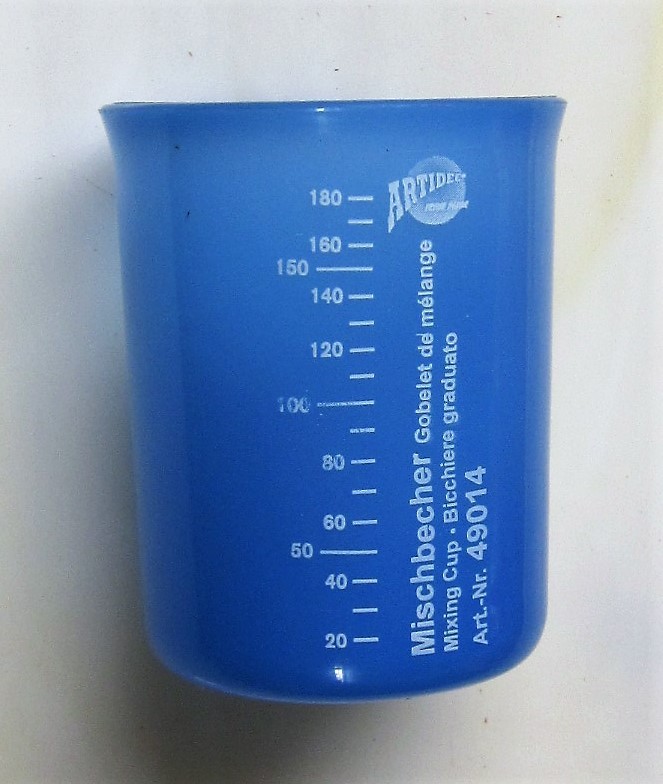 ARTIDEE
180
160
150
140
120
100
80
60
50
40
20
Mischbecher Gobelet de mélange
Mixing Cup · Bicchiere graduato
Art.-Nr. 49014